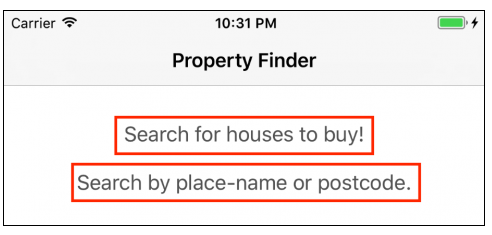 Carrier 10:31 PM
Property Finder
Search for houses to buy!
Search by place-name or postcode.